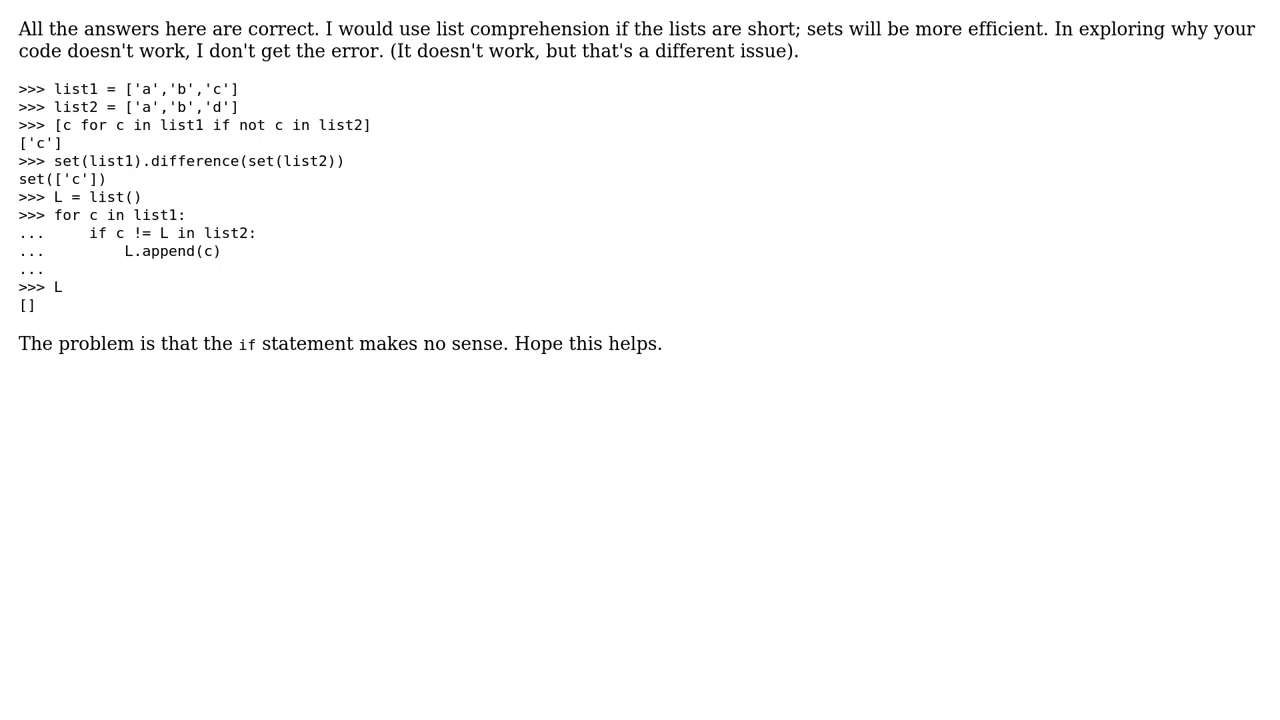 All the answers here are correct. I would use list comprehension if the lists are short; sets will be more efficient. In exploring why your
code doesn't work, I don't get the error. (It doesn't work, but that's a different issue).
>>> list1 = ['a','b','c']
>>> list2 = ['a','b','d']
>>> [c for c in list1 if not c in list2]
['c']
>>> set(list1).difference(set(list2))
set(['c'])
>>> L = list()
>>> for c in list1:
...     if c != L in list2:
...         L.append(c)
...
>>> L
[]
The problem is that the if statement makes no sense. Hope this helps.